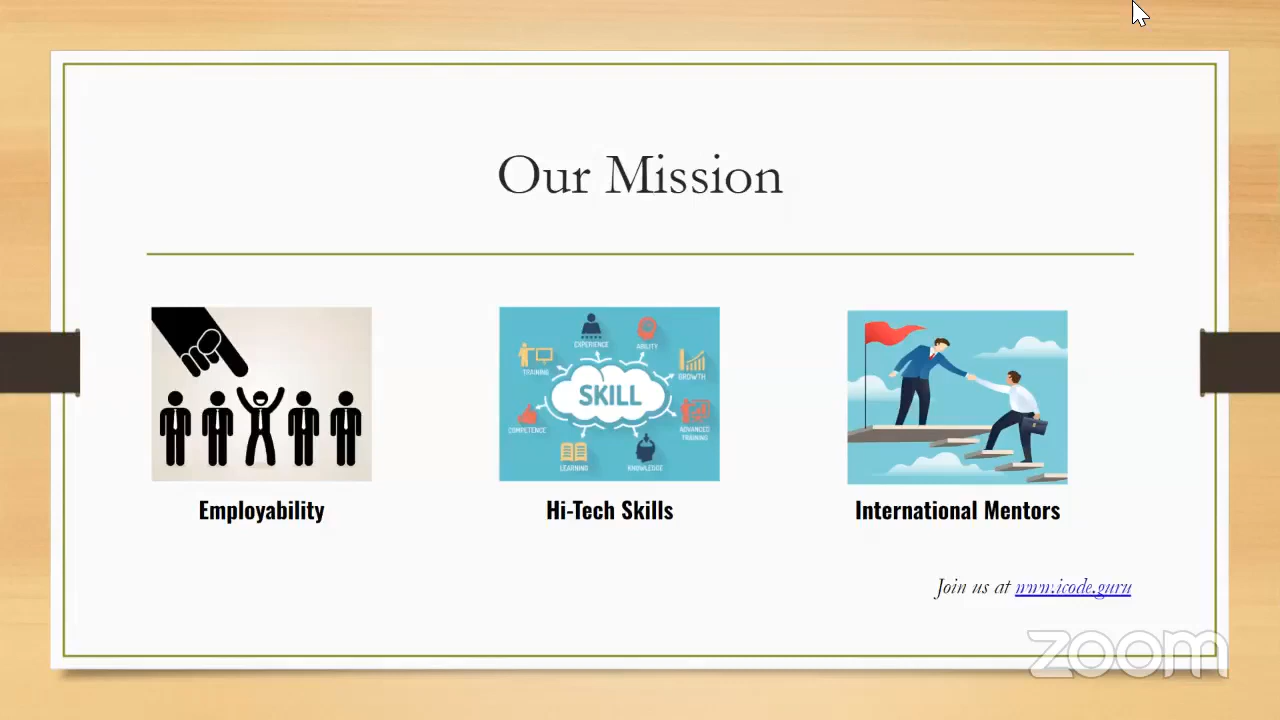 Our Mission
EXPERIENCE
ABILITY
TRAINING
GROWTH
SKILL
COMPETENCE
ADVANCED
TRAINING
LEARNING
KNOWLEDGE
Employability
Hi-Tech Skills
International Mentors
Join us at www.icode.guru
zoom